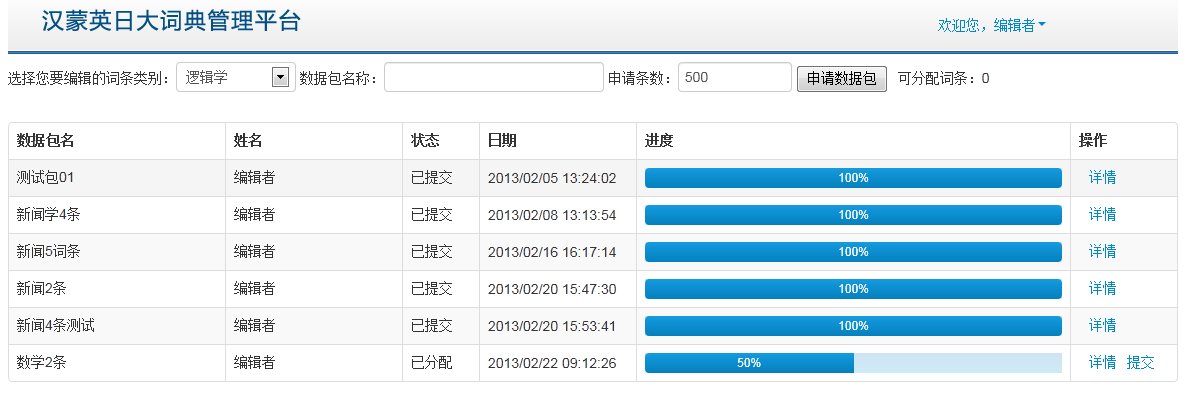 汉蒙英日大词典管理平台
欢迎您，编辑者
选择您要编辑的词条类别：逻辑学 数据包名称： 申请条数：500 申请数据包 可分配词条：0
数据包名 姓名 状态 日期 进度 操作
测试包01 编辑者 已提交 2013/02/05 13:24:02 100% 详情
新闻学4条 编辑者 已提交 2013/02/08 13:13:54 100% 详情
新闻5词条 编辑者 已提交 2013/02/16 16:17:14 100% 详情
新闻2条 编辑者 已提交 2013/02/20 15:47:30 100% 详情
新闻4条测试 编辑者 已提交 2013/02/20 15:53:41 100% 详情
数学2条 编辑者 已分配 2013/02/22 09:12:26 50% 详情 提交